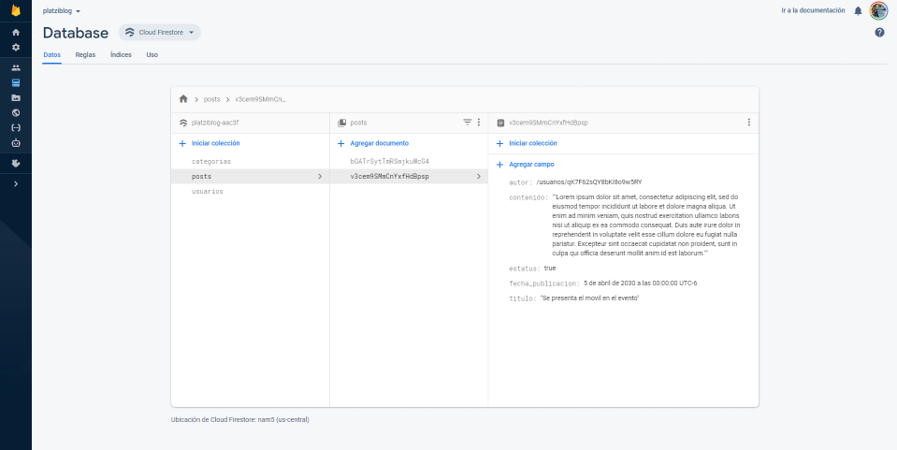 platziblog
Ir a la documentación
Database
Cloud Firestore
Datos
Reglas
Índices
Uso
posts
v3cem9SMmCn...
platziblog-aac3f
posts
v3cem9SMmCnYxfHdBpsp
Iniciar colección
Agregar documento
Iniciar colección
categorias
posts
usuarios
bGATrSytTmRSmjkuWcG4
v3cem9SMmCnYxfHdBpsp
Agregar campo
autor: /usuarios/qK7F62sQY8bKi8o9w5RY
contenido: "'Lorem ipsum dolor sit amet, consectetur adipiscing elit, sed do
eiusmod tempor incididunt ut labore et dolore magna aliqua. Ut
enim ad minim veniam, quis nostrud exercitation ullamco laboris
nisi ut aliquip ex ea commodo consequat. Duis aute irure dolor in
reprehenderit in voluptate velit esse cillum dolore eu fugiat nulla
pariatur. Excepteur sint occaecat cupidatat non proident, sunt in
culpa qui officia deserunt mollit anim id est laborum.'"
estatus: true
fecha_publicacion: 5 de abril de 2030 a las 00:00:00 UTC-6
titulo: "Se presenta el movil en el evento"
Ubicación de Cloud Firestore: nam5 (us-central)